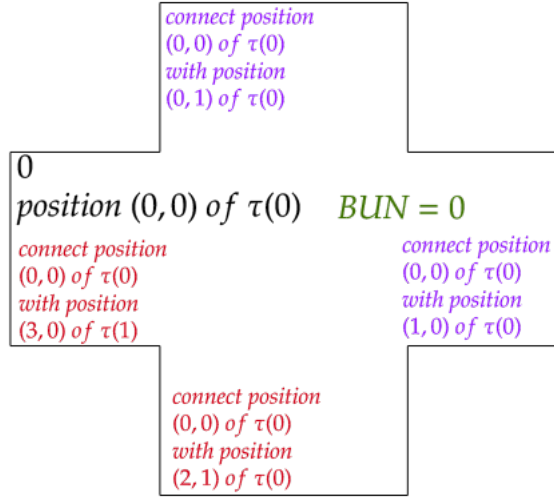 connect position
(0,0) of τ(0)
with position
(0,1) of τ(0)
0
position (0,0) of τ(0) BUN = 0
connect position
(0,0) of τ(0)
with position
(3,0) of τ(1)
connect position
(0,0) of τ(0)
with position
(1,0) of τ(0)
connect position
(0,0) of τ(0)
with position
(2,1) of τ(0)